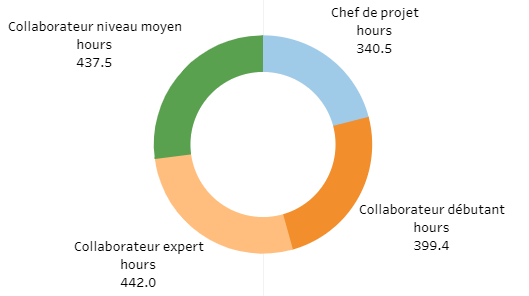 Collaborateur niveau moyen
hours
437.5
Chef de projet
hours
340.5
Collaborateur débutant
hours
399.4
Collaborateur expert
hours
442.0